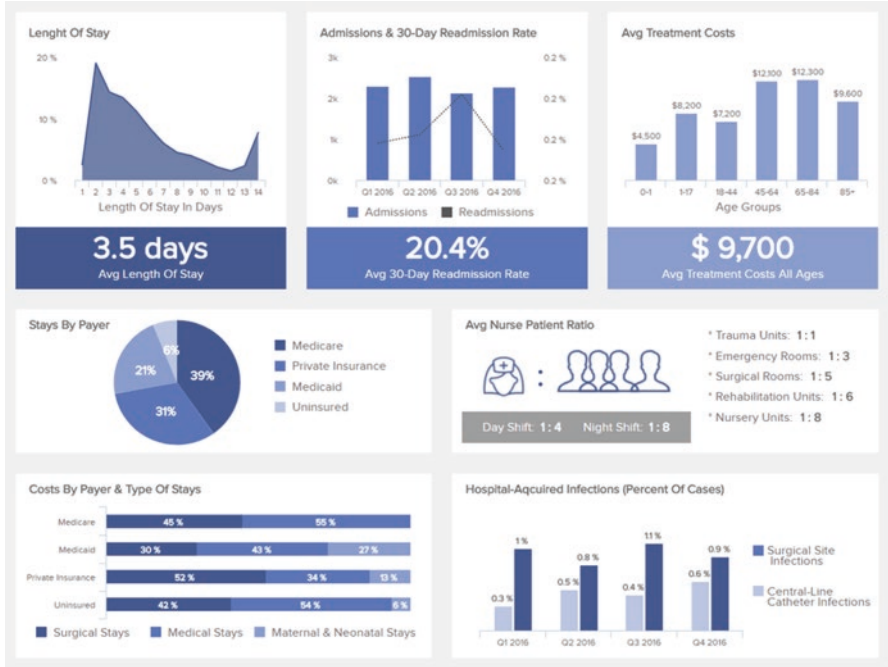 Lenght Of Stay
20 %
10 %
0 %
1 2 3 4 5 6 7 8 9 10 11 12 13 14
Length Of Stay In Days
3.5 days
Avg Length Of Stay
Admissions & 30-Day Readmission Rate
3k
2k
1k
0k
0.2 %
0.2 %
0.2 %
0.2 %
Q1 2016 Q2 2016 Q3 2016 Q4 2016
Admissions Readmissions
20.4%
Avg 30-Day Readmission Rate
Avg Treatment Costs
$4,500 $8,200 $7,200 $12,100 $12,300 $9,600
0-1 1-17 18-44 45-64 65-84 85+
Age Groups
$ 9,700
Avg Treatment Costs All Ages
Stays By Payer
6%
21%
39%
31%
Medicare
Private Insurance
Medicaid
Uninsured
Avg Nurse Patient Ratio
:
Day Shift: 1 : 4 Night Shift: 1 : 8
* Trauma Units: 1 : 1
* Emergency Rooms: 1 : 3
* Surgical Rooms: 1 : 5
* Rehabilitation Units: 1 : 6
* Nursery Units: 1 : 8
Costs By Payer & Type Of Stays
Medicare 45 % 55 %
Medicaid 30 % 43 % 27 %
Private Insurance 52 % 34 % 13 %
Uninsured 42 % 54 % 6 %
Surgical Stays Medical Stays Maternal & Neonatal Stays
Hospital-Aqcuired Infections (Percent Of Cases)
0.3 % 1 % 0.5 % 0.8 % 0.4 % 1.1 % 0.6 % 0.9 %
Q1 2016 Q2 2016 Q3 2016 Q4 2016
Surgical Site
Infections
Central-Line
Catheter Infections